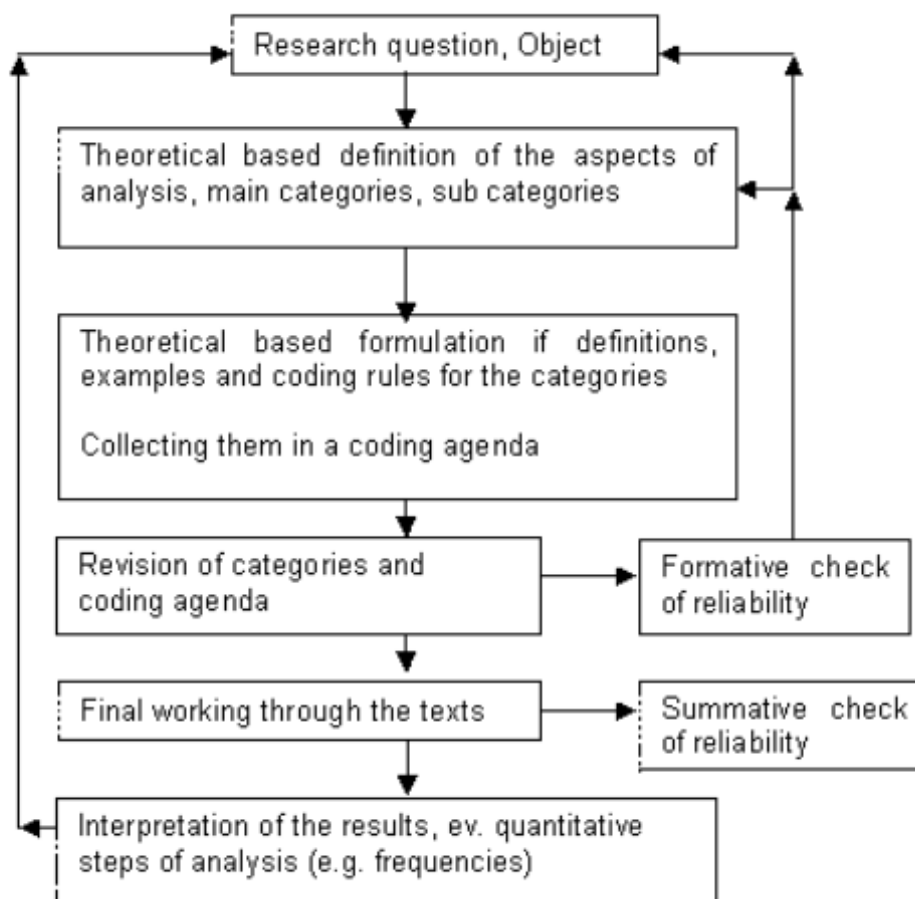 Research question, Object
Theoretical based definition of the aspects of
analysis, main categories, sub categories
Theoretical based formulation if definitions,
examples and coding rules for the categories
Collecting them in a coding agenda
Revision of categories and
coding agenda
Formative check
of reliability
Final working through the texts
Summative check
of reliability
Interpretation of the results, ev. quantitative
steps of analysis (e.g. frequencies)